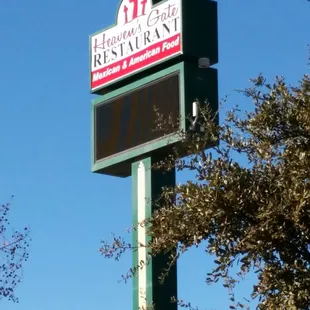 Heaven's Gate
RESTAURANT
Mexican & American Food